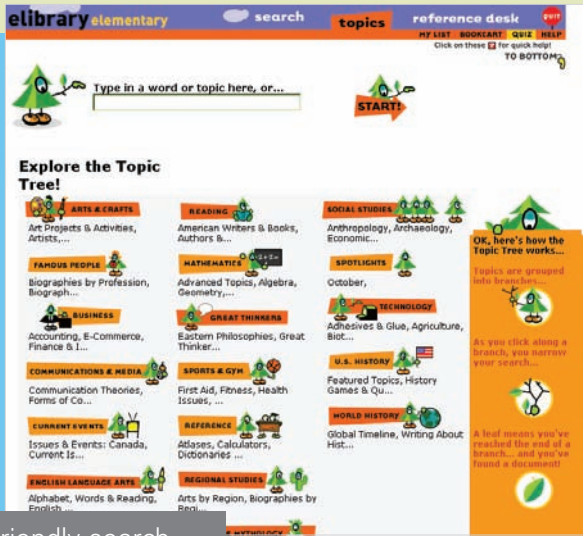 elibrary elementary
search
topics
reference desk
QUIT
MY LIST BOOKCART QUIZ HELP
Click on these ? for quick help!
TO BOTTOM
Type in a word or topic here, or...
START!
Explore the Topic
Tree!
ARTS & CRAFTS
Art Projects & Activities,
Artists,...
FAMOUS PEOPLE
Biographies by Profession,
Biograph...
BUSINESS
Accounting, E-Commerce,
Finance & I...
COMMUNICATIONS & MEDIA
Communication Theories,
Forms of Co...
CURRENT EVENTS
Issues & Events: Canada,
Current Is...
ENGLISH LANGUAGE ARTS
Alphabet, Words & Reading,
English ...
READING
American Writers & Books,
Authors &...
MATHEMATICS
Advanced Topics, Algebra,
Geometry,...
GREAT THINKERS
Eastern Philosophies, Great
Thinker...
SPORTS & GYM
First Aid, Fitness, Health
Issues, ...
REFERENCE
Atlases, Calculators,
Dictionaries ...
REGIONAL STUDIES
Arts by Region, Biographies by
Regi...
MYTHOLOGY
SOCIAL STUDIES
Anthropology, Archaeology,
Economic...
SPOTLIGHTS
October,
TECHNOLOGY
Adhesives & Glue, Agriculture,
Biot...
U.S. HISTORY
Featured Topics, History
Games & Qu...
WORLD HISTORY
Global Timeline, Writing About
Hist...
OK, here's how the
Topic Tree works...
Topics are grouped
into branches...
As you click along a
branch, you narrow
your search...
A leaf means you've
reached the end of a
branch... and you've
found a document!
friendly search